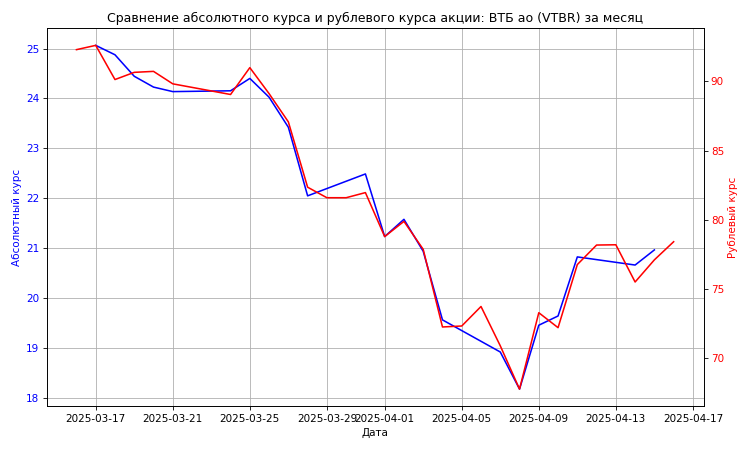 Сравнение абсолютного курса и рублевого курса акции: ВТБ ао (VTBR) за месяц
25
24
23
22
21
20
19
18
Абсолютный курс
90
85
80
75
70
Рублевый курс
2025-03-17 2025-03-21 2025-03-25 2025-03-29 2025-04-01 2025-04-05 2025-04-09 2025-04-13 2025-04-17
Дата